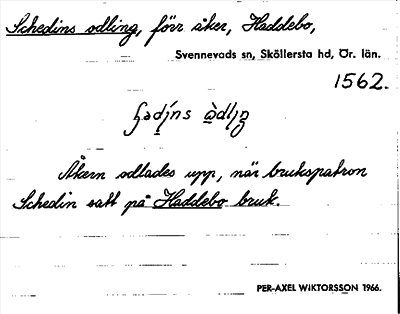 Schedins odling, förr åker, Haddebo,
Svennevads sn, Sköllersta hd, Ör. län.
1562.
Åkern odlades upp, när brukspatron
Schedin satt på Haddebo bruk.
PER-AXEL WIKTORSSON 1966.